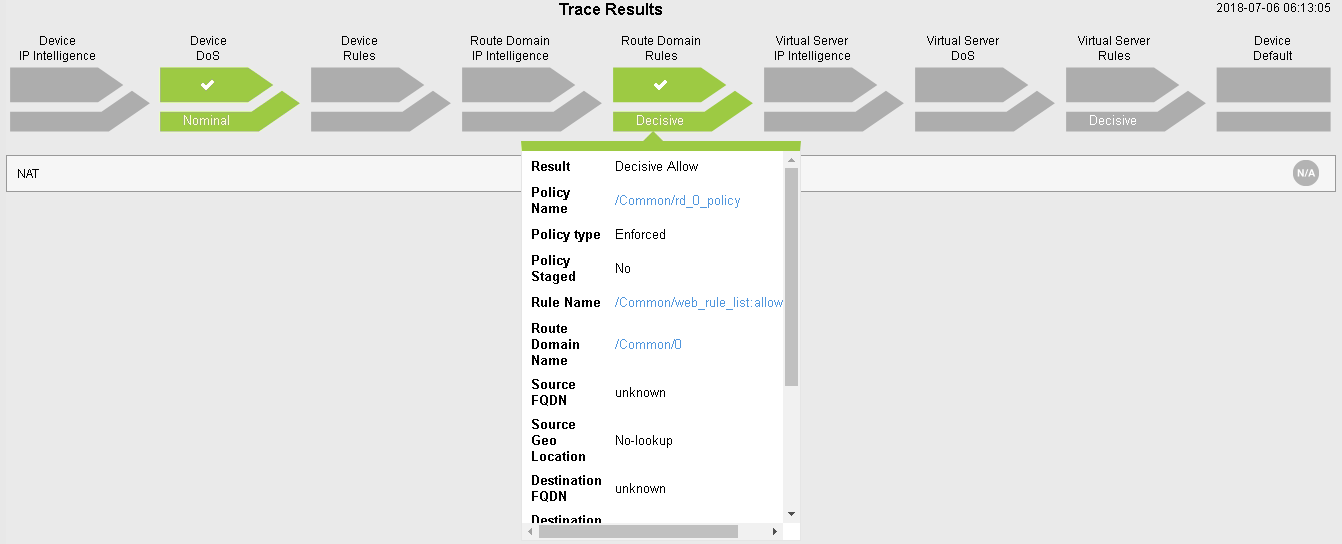 Trace Results
2018-07-06 06:13:05
Device
IP Intelligence
Device
DoS
Device
Rules
Route Domain
IP Intelligence
Route Domain
Rules
Virtual Server
IP Intelligence
Virtual Server
DoS
Virtual Server
Rules
Device
Default
Nominal
Decisive
Decisive
NAT
N/A
Result Decisive Allow
Policy
Name
/Common/rd_0_policy
Policy type Enforced
Policy
Staged
No
Rule Name /Common/web_rule_list:allow
Route
Domain
Name
/Common/0
Source
FQDN
unknown
Source
Geo
Location
No-lookup
Destination
FQDN
unknown
Destination